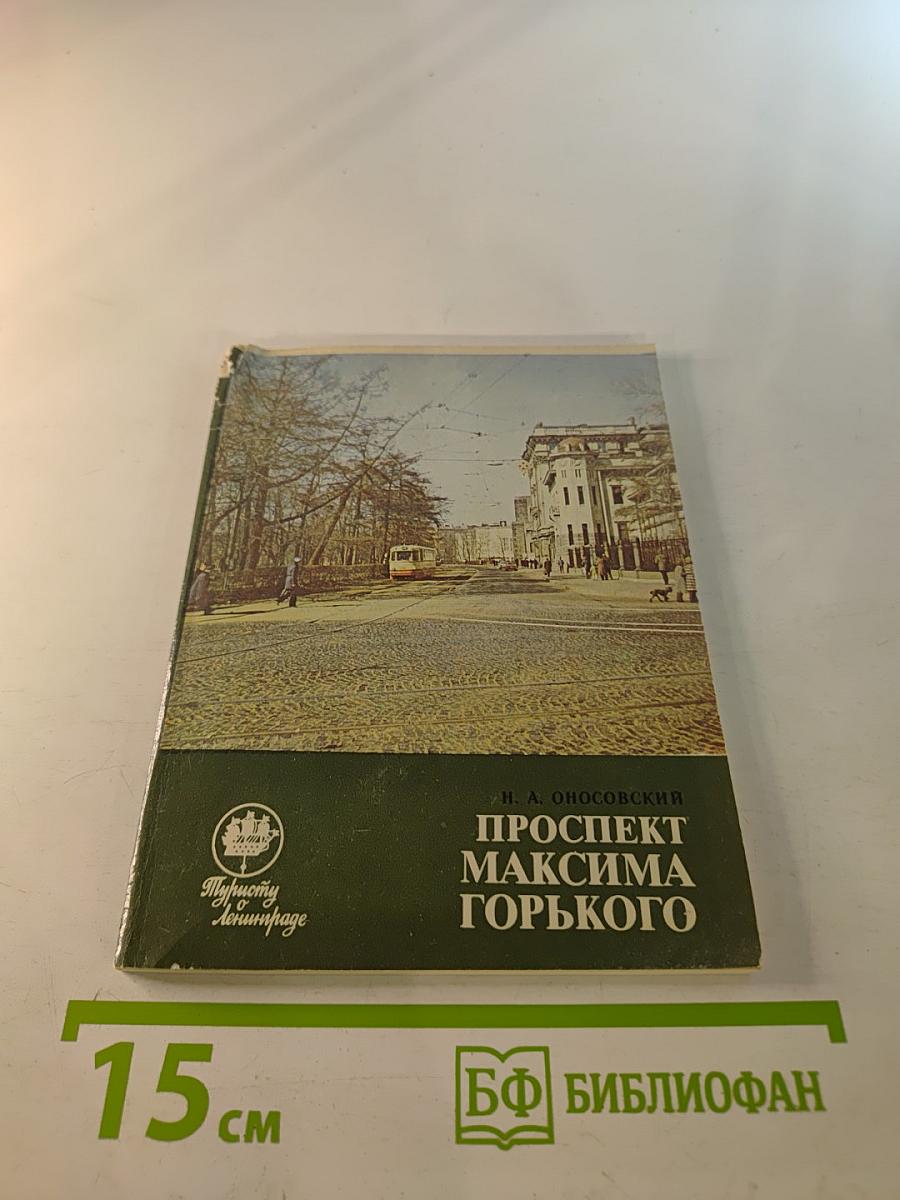 Н. А. ОНОСОВСКИЙ
ПРОСПЕКТ
МАКСИМА
ГОРЬКОГО
Туристу
о
Ленинграде
15 см
БФ БИБЛИОФАН